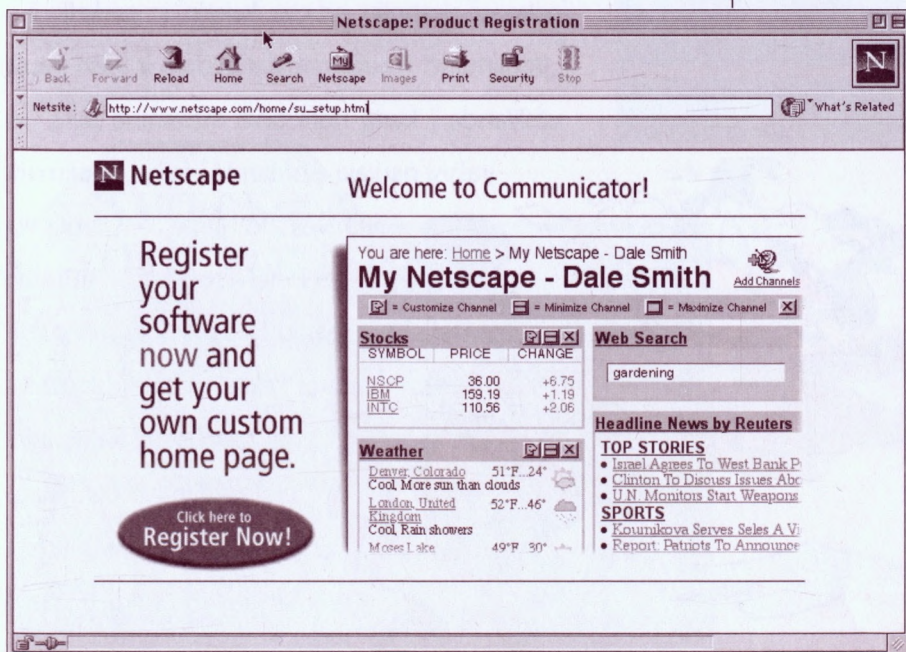 Netscape: Product Registration
Back Forward Reload Home Search Netscape Images Print Security Stop
My
N
Netsite: http://www.netscape.com/home/su_setup.html What's Related
N Netscape
Welcome to Communicator!
Register
your
software
now and
get your
own custom
home page.
Click here to
Register Now!
You are here: Home > My Netscape - Dale Smith
My Netscape - Dale Smith
Add Channels
= Customize Channel = Minimize Channel = Maximize Channel X
Stocks
SYMBOL PRICE CHANGE
NSCP 36.00 +6.75
IBM 159.19 +1.19
INTC 110.56 +2.06
Weather
Denver, Colorado 51°F...24°
Cool, More sun than clouds
London, United 52°F...46°
Kingdom
Cool, Rain showers
Moses Lake 49°F...30°
Web Search
gardening
Headline News by Reuters
TOP STORIES
• Israel Agrees To West Bank
• Clinton To Discuss Issues
• U.N. Monitors Start Weapons
SPORTS
• Kournikova Serves Seles A
• Report: Patriots To Announce